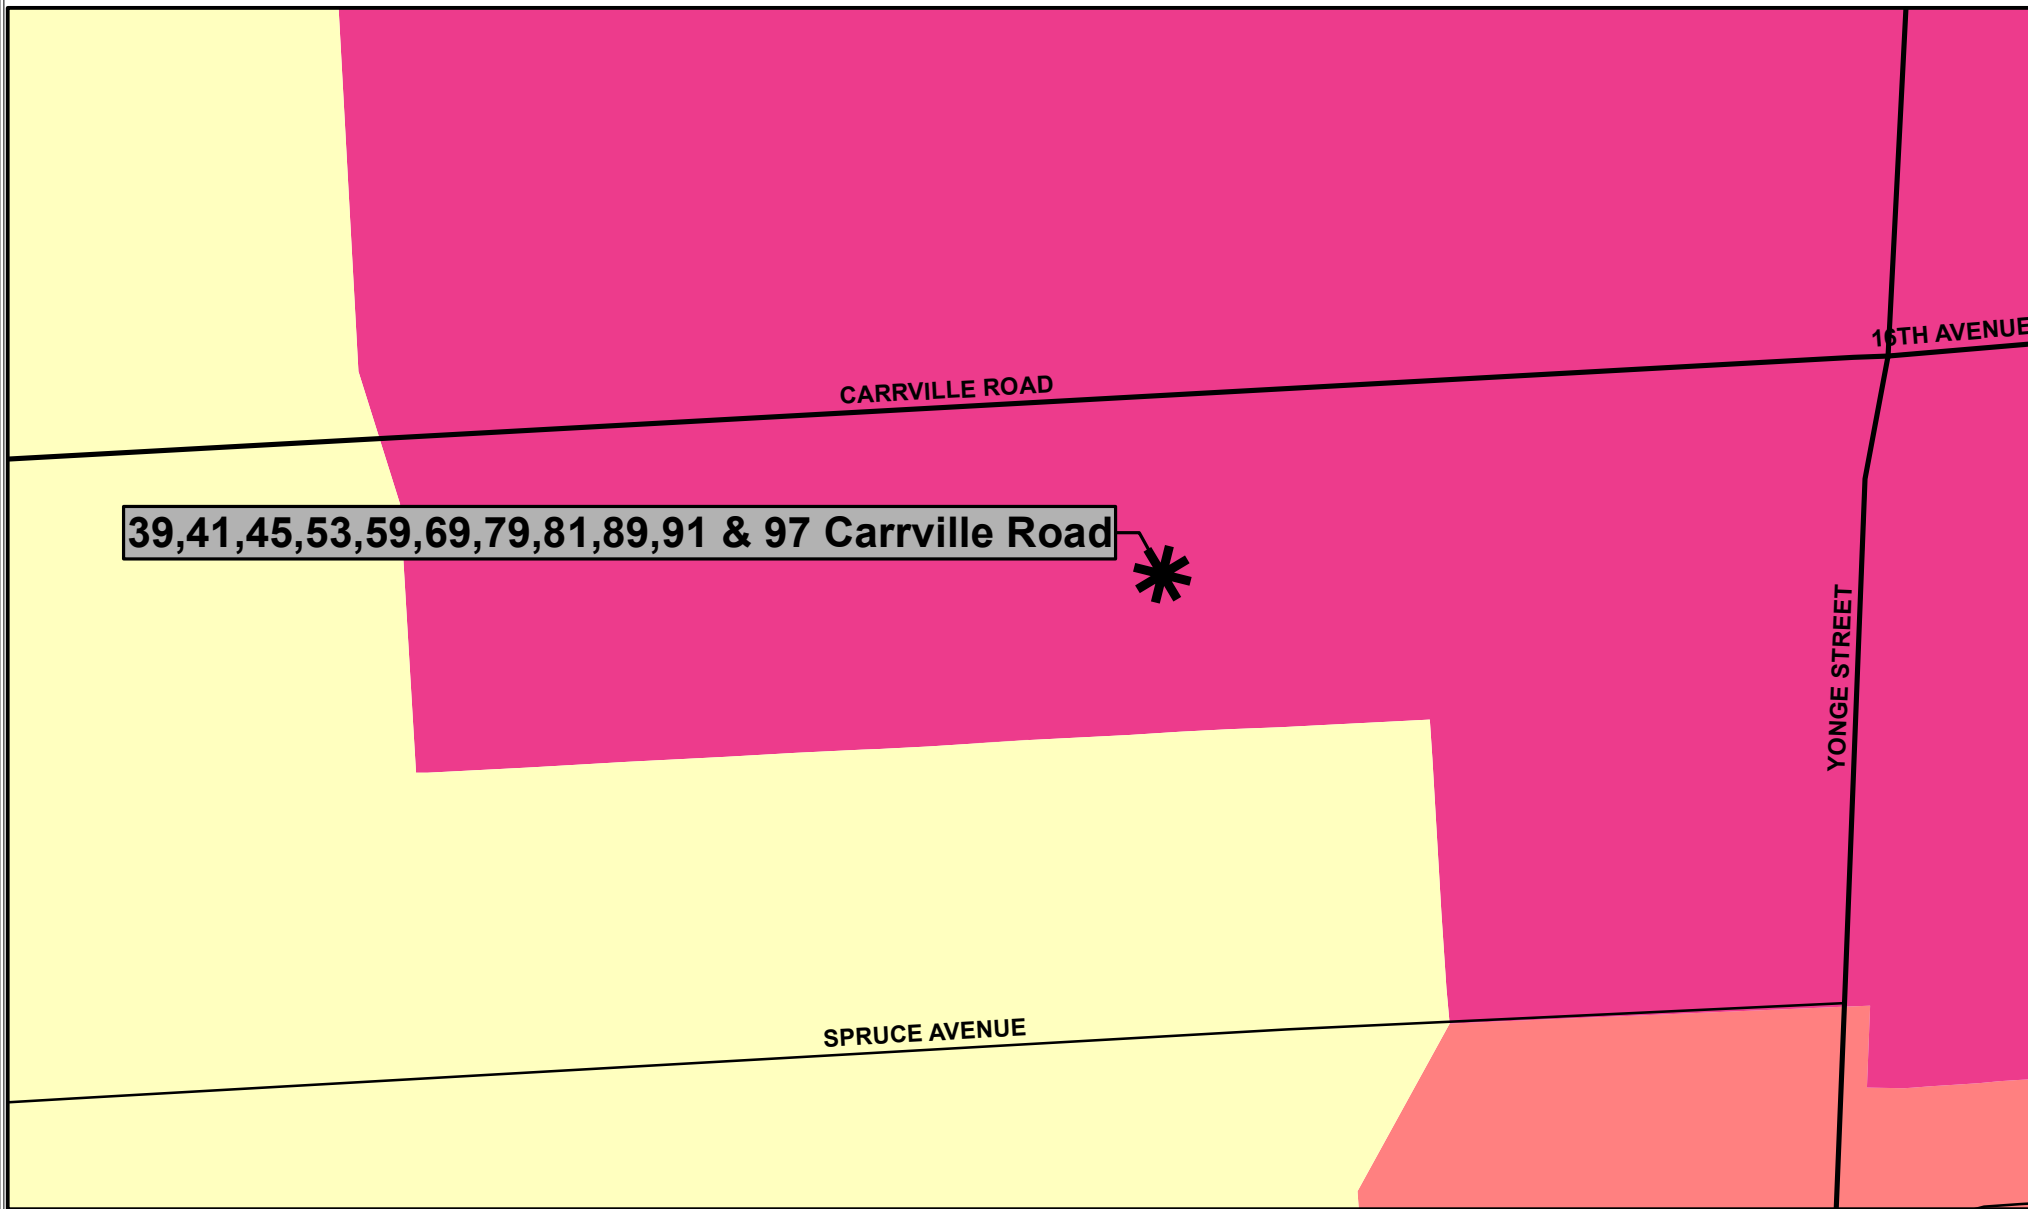 16TH AVENUE
CARRVILLE ROAD
39,41,45,53,59,69,79,81,89,91 & 97 Carrville Road
YONGE STREET
SPRUCE AVENUE